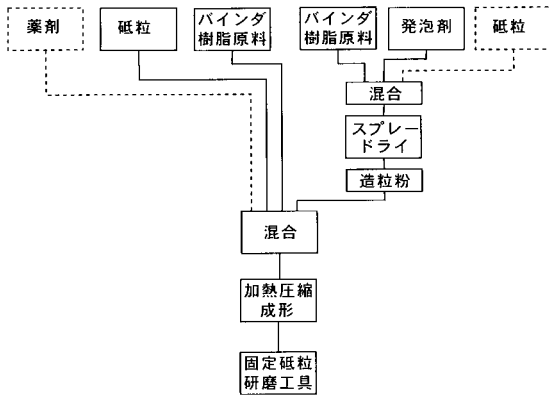 薬剤
砥粒
バインダ
樹脂原料
バインダ
樹脂原料
発泡剤
砥粒
混合
スプレー
ドライ
造粒粉
混合
加熱圧縮
成形
固定砥粒
研磨工具